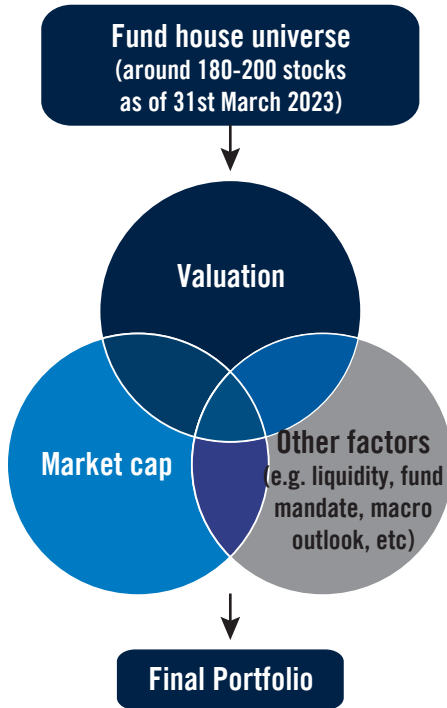 Fund house universe
(around 180-200 stocks
as of 31st March 2023)
Valuation
Market cap
Other factors
(e.g. liquidity, fund
mandate, macro
outlook, etc)
Final Portfolio